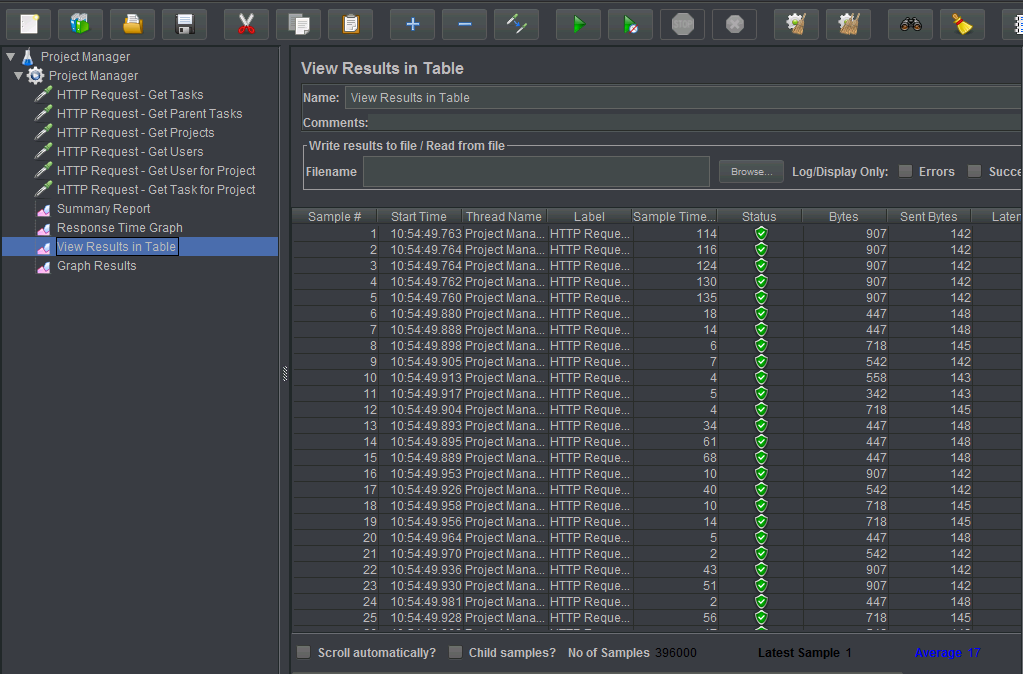 Project Manager
Project Manager
HTTP Request - Get Tasks
HTTP Request - Get Parent Tasks
HTTP Request - Get Projects
HTTP Request - Get Users
HTTP Request - Get User for Project
HTTP Request - Get Task for Project
Summary Report
Response Time Graph
View Results in Table
Graph Results
View Results in Table
Name: View Results in Table
Comments:
Write results to file / Read from file
Filename Browse... Log/Display Only: Errors Succe
Sample # Start Time Thread Name Label Sample Time... Status Bytes Sent Bytes Laten
1 10:54:49.763 Project Mana... HTTP Reque... 114 907 142
2 10:54:49.764 Project Mana... HTTP Reque... 116 907 142
3 10:54:49.764 Project Mana... HTTP Reque... 124 907 142
4 10:54:49.762 Project Mana... HTTP Reque... 130 907 142
5 10:54:49.760 Project Mana... HTTP Reque... 135 907 142
6 10:54:49.880 Project Mana... HTTP Reque... 18 447 148
7 10:54:49.888 Project Mana... HTTP Reque... 14 447 148
8 10:54:49.898 Project Mana... HTTP Reque... 6 718 145
9 10:54:49.905 Project Mana... HTTP Reque... 7 542 142
10 10:54:49.913 Project Mana... HTTP Reque... 4 558 143
11 10:54:49.917 Project Mana... HTTP Reque... 5 342 143
12 10:54:49.904 Project Mana... HTTP Reque... 4 718 145
13 10:54:49.893 Project Mana... HTTP Reque... 34 447 148
14 10:54:49.895 Project Mana... HTTP Reque... 61 447 148
15 10:54:49.889 Project Mana... HTTP Reque... 68 447 148
16 10:54:49.953 Project Mana... HTTP Reque... 10 907 142
17 10:54:49.926 Project Mana... HTTP Reque... 40 542 142
18 10:54:49.958 Project Mana... HTTP Reque... 10 718 145
19 10:54:49.956 Project Mana... HTTP Reque... 14 718 145
20 10:54:49.964 Project Mana... HTTP Reque... 5 447 148
21 10:54:49.970 Project Mana... HTTP Reque... 2 542 142
22 10:54:49.936 Project Mana... HTTP Reque... 43 907 142
23 10:54:49.930 Project Mana... HTTP Reque... 51 907 142
24 10:54:49.981 Project Mana... HTTP Reque... 2 447 148
25 10:54:49.928 Project Mana... HTTP Reque... 56 718 145
Scroll automatically? Child samples? No of Samples 396000 Latest Sample 1 Average 17